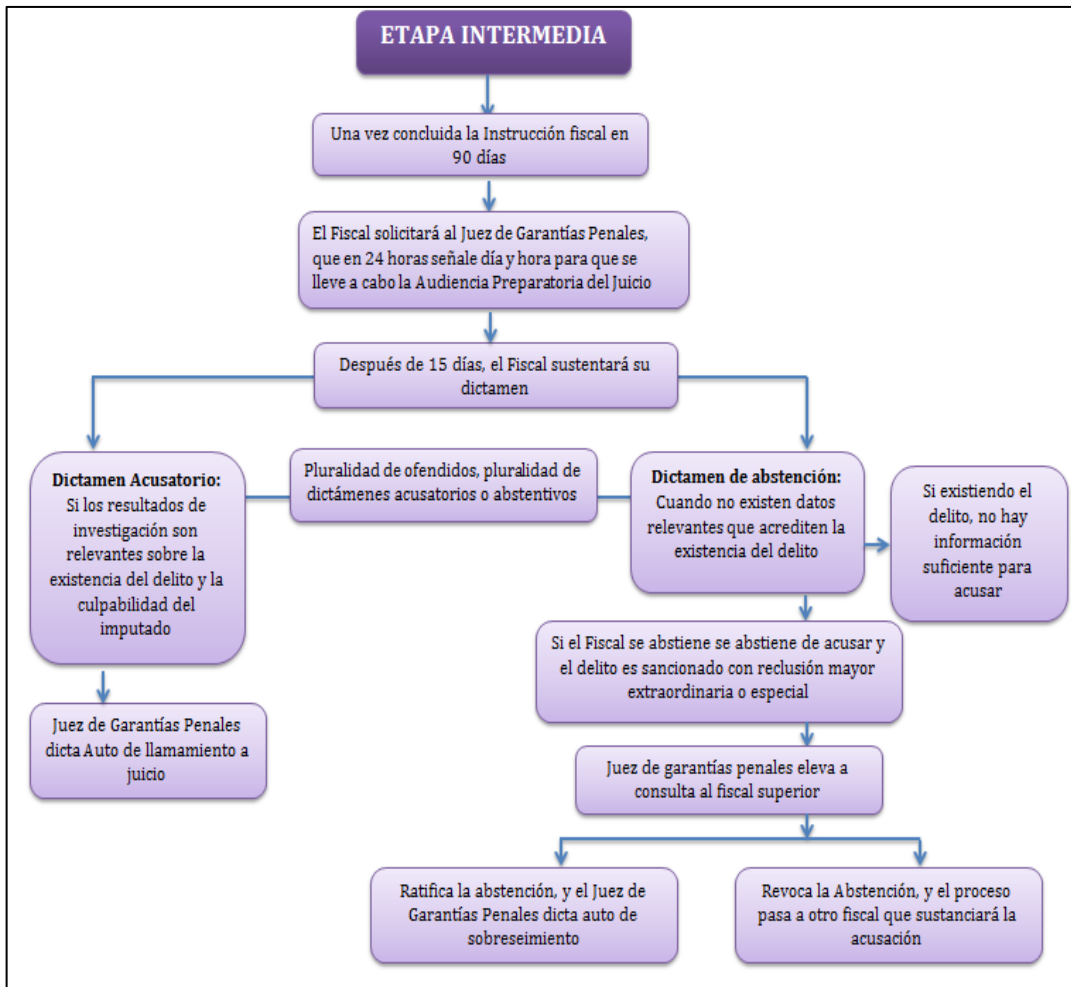 ETAPA INTERMEDIA
Una vez concluida la Instrucción fiscal en
90 días
El Fiscal solicitará al Juez de Garantías Penales,
que en 24 horas señale día y hora para que se
lleve a cabo la Audiencia Preparatoria del Juicio
Después de 15 días, el Fiscal sustentará su
dictamen
Dictamen Acusatorio:
Si los resultados de
investigación son
relevantes sobre la
existencia del delito y la
culpabilidad del
imputado
Pluralidad de ofendidos, pluralidad de
dictámenes acusatorios o abstentivos
Dictamen de abstención:
Cuando no existen datos
relevantes que acrediten la
existencia del delito
Si existiendo el
delito, no hay
información
suficiente para
acusar
Si el Fiscal se abstiene se abstiene de acusar y
el delito es sancionado con reclusión mayor
extraordinaria o especial
Juez de Garantías Penales
dicta Auto de llamamiento a
juicio
Juez de garantías penales eleva a
consulta al fiscal superior
Ratifica la abstención, y el Juez de
Garantías Penales dicta auto de
sobreseimiento
Revoca la Abstención, y el proceso
pasa a otro fiscal que sustanciará la
acusación